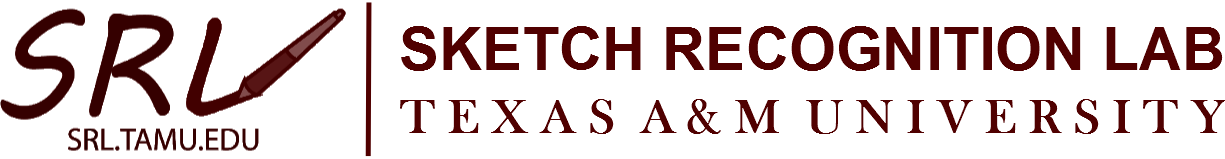 SRL
SRL.TAMU.EDU
SKETCH RECOGNITION LAB
TEXAS A&M UNIVERSITY